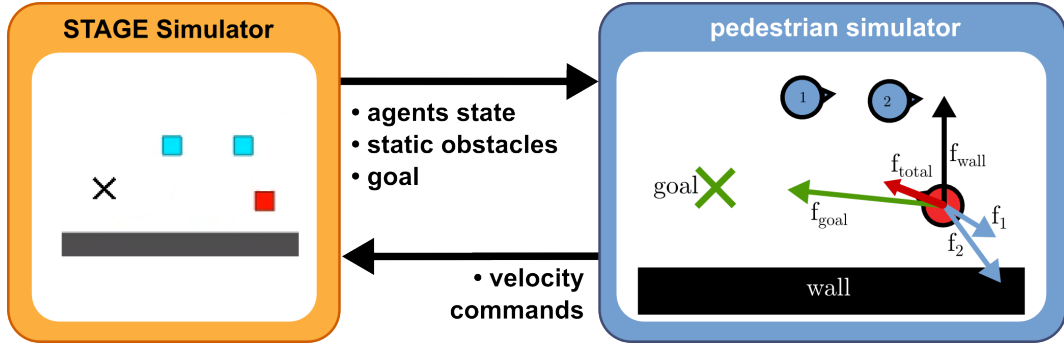 STAGE Simulator
• agents state
• static obstacles
• goal
• velocity
commands
pedestrian simulator
1
2
f_wall
f_total
goal
f_goal
f_1
f_2
wall